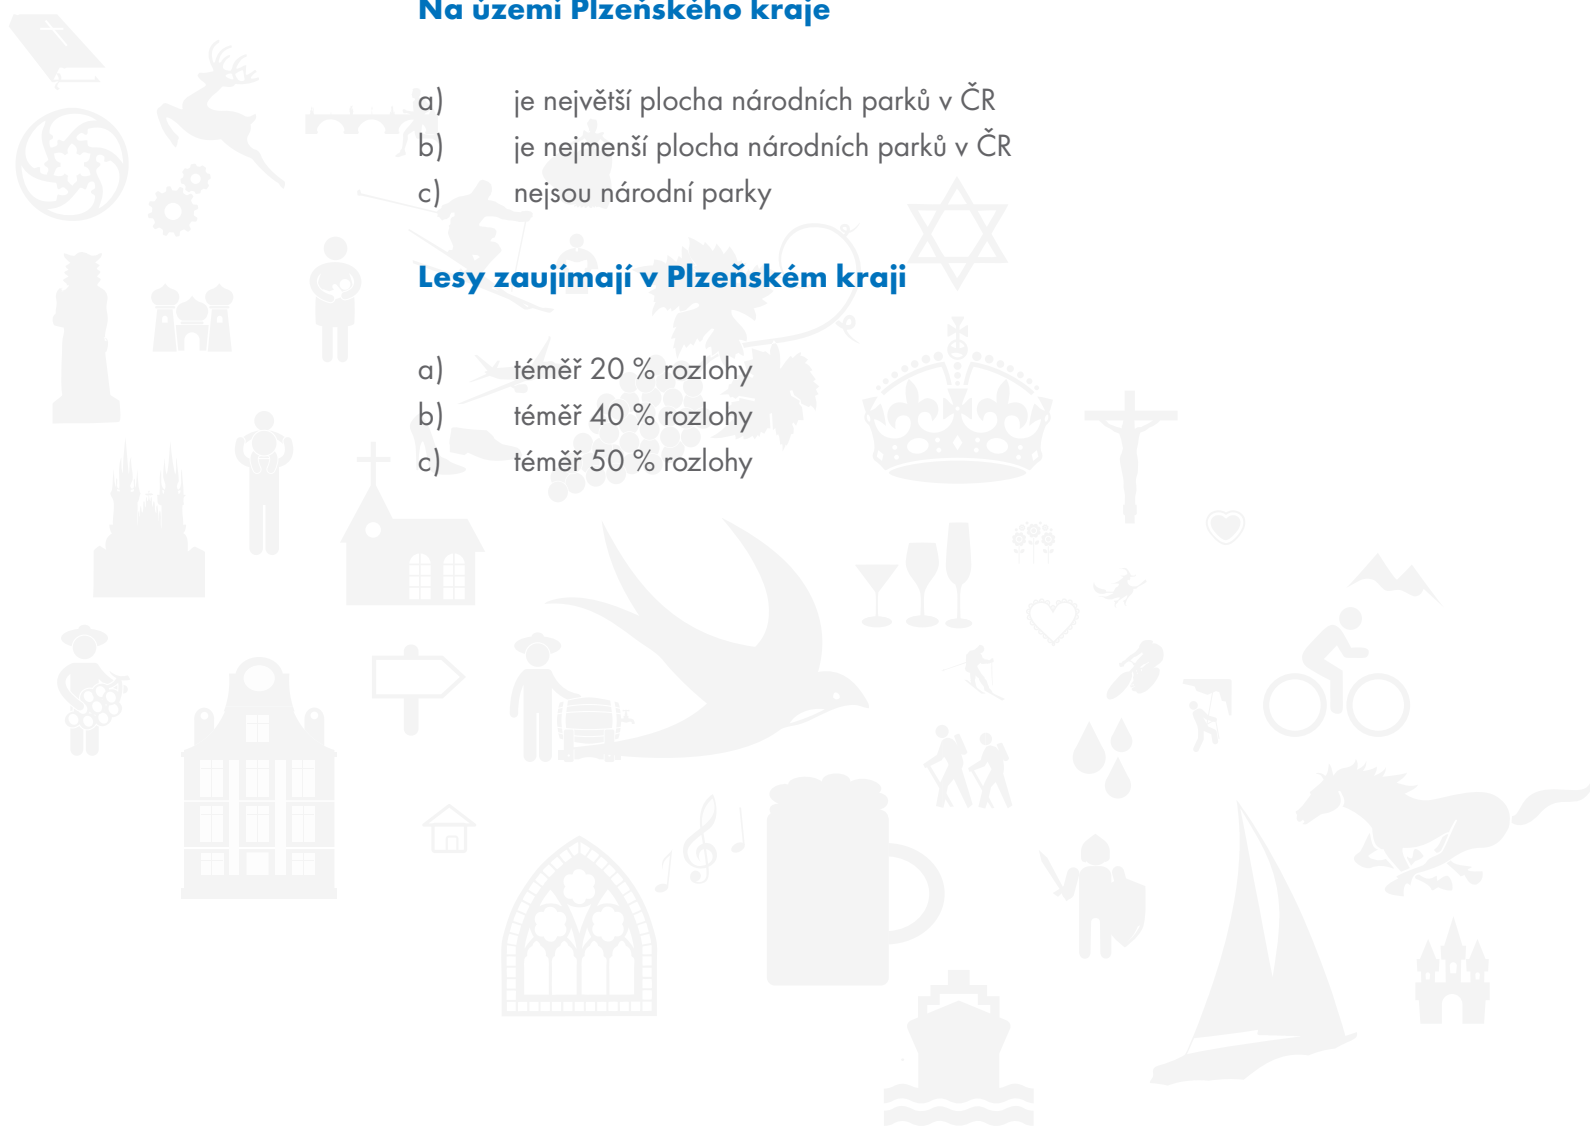 Na území Plzeňského kraje
a) je největší plocha národních parků v ČR
b) je nejmenší plocha národních parků v ČR
c) nejsou národní parky
Lesy zaujímají v Plzeňském kraji
a) téměř 20 % rozlohy
b) téměř 40 % rozlohy
c) téměř 50 % rozlohy